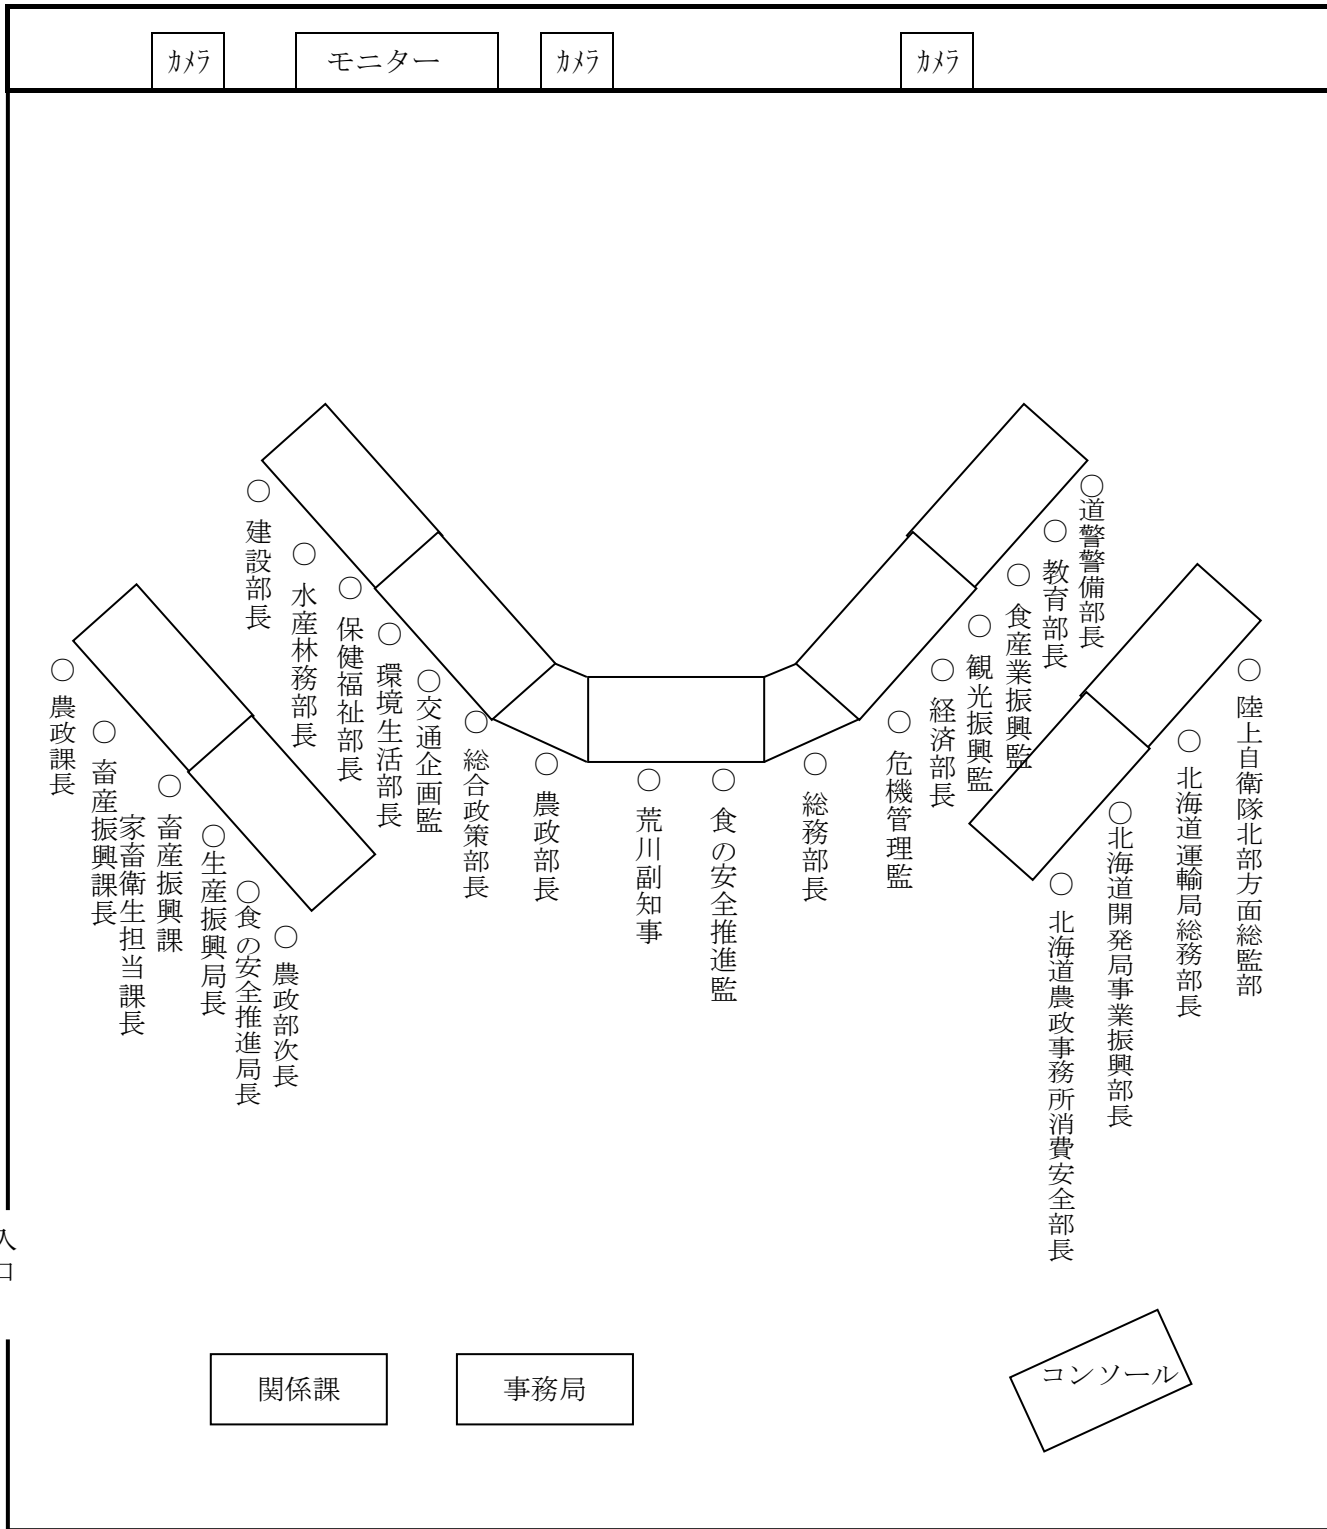 ｶﾒﾗ
モニター
ｶﾒﾗ
ｶﾒﾗ
○ 建設部長
○ 水産林務部長
○ 保健福祉部長
○ 環境生活部長
○交通企画監
○ 総合政策部長
○ 農政部長
○ 荒川副知事
○ 食の安全推進監
○ 総務部長
○ 危機管理監
○ 経済部長
○ 観光振興監
○ 食産業振興監
○ 教育部長
○道警警備部長
○ 農政課長
○ 畜産振興課長
○ 畜産振興課
家畜衛生担当課長
○生産振興局長
○食の安全推進局長
○ 農政部次長
○ 北海道農政事務所消費安全部長
○北海道開発局事業振興部長
○ 北海道運輸局総務部長
○ 陸上自衛隊北部方面総監部
入口
関係課
事務局
コンソール